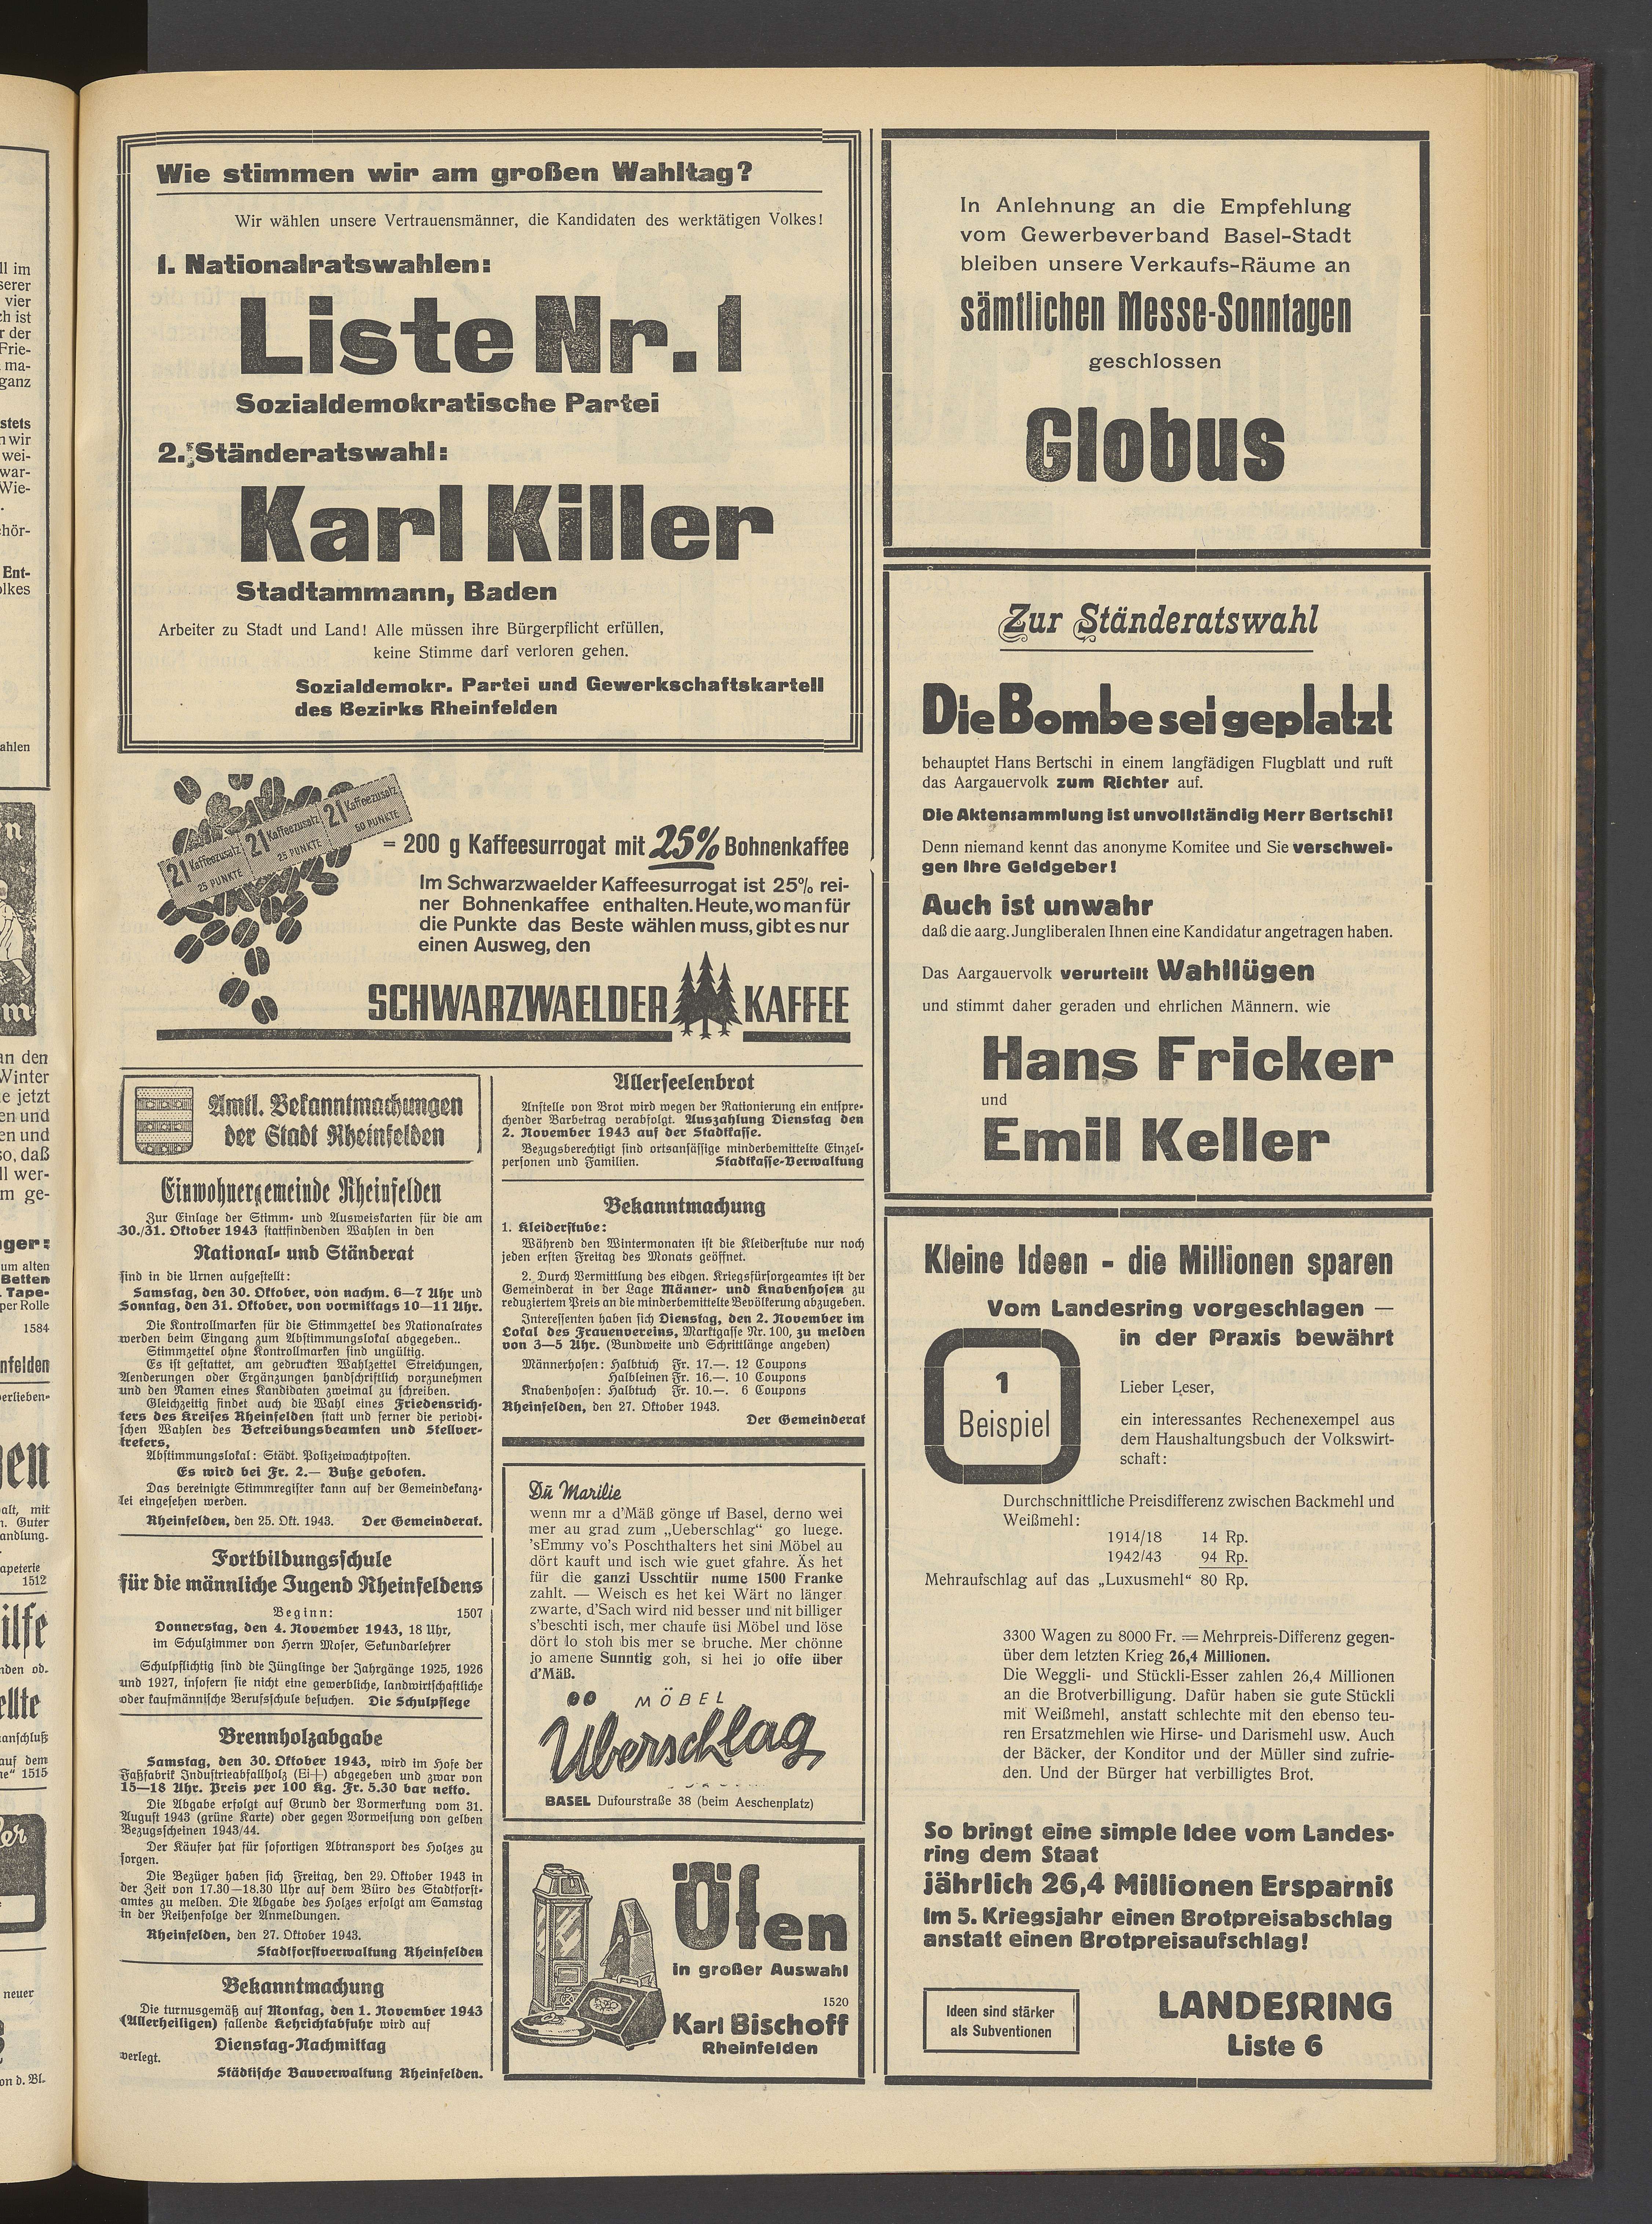 Wie stimmen wir am großen Wahltag?
Wir wählen unsere Vertrauensmänner, die Kandidaten des werktätigen Volkes!
1. Nationalratswahlen:
Liste Nr. 1
Sozialdemokratische Partei
2. Ständeratswahl:
Karl Killer
Stadtammann, Baden
Arbeiter zu Stadt und Land! Alle müssen ihre Bürgerpflicht erfüllen,
keine Stimme darf verloren gehen.
Sozialdemokr. Partei und Gewerkschaftskartell
des Bezirks Rheinfelden
21 Kaffeezusatz 25 PUNKTE
21 Kaffeezusatz 25 PUNKTE
21 Kaffeezusatz 50 PUNKTE
= 200 g Kaffeesurrogat mit 25% Bohnenkaffee
Im Schwarzwaelder Kaffeesurrogat ist 25% rei-
ner Bohnenkaffee enthalten. Heute, wo man für
die Punkte das Beste wählen muss, gibt es nur
einen Ausweg, den
SCHWARZWAELDER KAFFEE
Amtl. Bekanntmachungen
der Stadt Rheinfelden
Einwohnergemeinde Rheinfelden
Zur Einlage der Stimm- und Ausweiskarten für die am
30./31. Oktober 1943 stattfindenden Wahlen in den
National- und Ständerat
sind in die Urnen aufgestellt:
Samstag, den 30. Oktober, von nachm. 6—7 Uhr und
Sonntag, den 31. Oktober, von vormittags 10—11 Uhr.
Die Kontrollmarken für die Stimmzettel des Nationalrates
werden beim Eingang zum Abstimmungslokal abgegeben..
Stimmzettel ohne Kontrollmarken sind ungültig.
Es ist gestattet, am gedruckten Wahlzettel Streichungen,
Aenderungen oder Ergänzungen handschriftlich vorzunehmen
und den Namen eines Kandidaten zweimal zu schreiben.
Gleichzeitig findet auch die Wahl eines Friedensrich-
ters des Kreises Rheinfelden statt und ferner die periodi-
schen Wahlen des Betreibungsbeamten und Stellver-
treters,
Abstimmungslokal: Städt. Polizeiwachtposten.
Es wird bei Fr. 2.— Buße geboten.
Das bereinigte Stimmregister kann auf der Gemeindekanz-
lei eingesehen werden.
Rheinfelden, den 25. Okt. 1943. Der Gemeinderat.
Fortbildungsschule
für die männliche Jugend Rheinfeldens
Beginn: 1507
Donnerstag, den 4. November 1943, 18 Uhr,
im Schulzimmer von Herrn Moser, Sekundarlehrer
Schulpflichtig sind die Jünglinge der Jahrgänge 1925, 1926
und 1927, insofern sie nicht eine gewerbliche, landwirtschaftliche
oder kaufmännische Berufsschule besuchen. Die Schulpflege
Brennholzabgabe
Samstag, den 30. Oktober 1943, wird im Hofe der
Faßfabrik Industrieabfallholz (Ei+) abgegeben und zwar von
15—18 Uhr. Preis per 100 Kg. Fr. 5.30 bar netto.
Die Abgabe erfolgt auf Grund der Vormerkung vom 31.
August 1943 (grüne Karte) oder gegen Vorweisung von gelben
Bezugsscheinen 1943/44.
Der Käufer hat für sofortigen Abtransport des Holzes zu
sorgen.
Die Bezüger haben sich Freitag, den 29. Oktober 1943 in
der Zeit von 17.30—18.30 Uhr auf dem Büro des Stadtforst-
amtes zu melden. Die Abgabe des Holzes erfolgt am Samstag
in der Reihenfolge der Anmeldungen.
Rheinfelden, den 27. Oktober 1943.
Stadtforstverwaltung Rheinfelden
Bekanntmachung
Die turnusgemäß auf Montag, den 1. November 1943
(Allerheiligen) fallende Kehrichtabfuhr wird auf
Dienstag-Nachmittag
verlegt.
Städtische Bauverwaltung Rheinfelden.
Allerseelenbrot
Anstelle von Brot wird wegen der Rationierung ein entspre-
chender Barbetrag verabfolgt. Auszahlung Dienstag den
2. November 1943 auf der Stadtkasse.
Bezugsberechtigt sind ortsansässige minderbemittelte Einzel-
personen und Familien. Stadtkasse-Verwaltung
Bekanntmachung
1. Kleiderstube:
Während den Wintermonaten ist die Kleiderstube nur noch
jeden ersten Freitag des Monats geöffnet.
2. Durch Vermittlung des eidgen. Kriegsfürsorgeamtes ist der
Gemeinderat in der Lage Männer- und Knabenhosen zu
reduziertem Preis an die minderbemittelte Bevölkerung abzugeben.
Interessenten haben sich Dienstag, den 2. November im
Lokal des Frauenvereins, Marktgasse Nr. 100, zu melden
von 3—5 Uhr. (Bundweite und Schrittlänge angeben)
Männerhosen: Halbtuch Fr. 17.—. 12 Coupons
Halbleinen Fr. 16.—. 10 Coupons
Knabenhosen: Halbtuch Fr. 10.—. 6 Coupons
Rheinfelden, den 27. Oktober 1943.
Der Gemeinderat
Dü Marilie
wenn mr a d'Mäß gönge uf Basel, derno wei
mer au grad zum „Ueberschlag“ go luege.
'sEmmy vo's Poschthalters het sini Möbel au
dört kauft und isch wie guet gfahre. Äs het
für die ganzi Usschtür nume 1500 Franke
zahlt. — Weisch es het kei Wärt no länger
zwarte, d'Sach wird nid besser und nit billiger
s'beschti isch, mer chaufe üsi Möbel und löse
dört lo stoh bis mer se bruche. Mer chönne
jo amene Sunntig goh, si hei jo offe über
d'Mäß.
MÖBEL
Überschlag
BASEL Dufourstraße 38 (beim Aeschenplatz)
Öfen
in großer Auswahl
1520
Karl Bischoff
Rheinfelden
In Anlehnung an die Empfehlung
vom Gewerbeverband Basel-Stadt
bleiben unsere Verkaufs-Räume an
sämtlichen Messe-Sonntagen
geschlossen
Globus
Zur Ständeratswahl
Die Bombe sei geplatzt
behauptet Hans Bertschi in einem langfädigen Flugblatt und ruft
das Aargauervolk zum Richter auf.
Die Aktensammlung ist unvollständig Herr Bertschi!
Denn niemand kennt das anonyme Komitee und Sie verschwei-
gen Ihre Geldgeber!
Auch ist unwahr
daß die aarg. Jungliberalen Ihnen eine Kandidatur angetragen haben.
Das Aargauervolk verurteilt Wahllügen
und stimmt daher geraden und ehrlichen Männern. wie
Hans Fricker
und
Emil Keller
Kleine Ideen - die Millionen sparen
Vom Landesring vorgeschlagen —
in der Praxis bewährt
1
Beispiel
Lieber Leser,
ein interessantes Rechenexempel aus
dem Haushaltungsbuch der Volkswirt-
schaft:
Durchschnittliche Preisdifferenz zwischen Backmehl und
Weißmehl:
1914/18 14 Rp.
1942/43 94 Rp.
Mehraufschlag auf das „Luxusmehl“ 80 Rp.
3300 Wagen zu 8000 Fr. = Mehrpreis-Differenz gegen-
über dem letzten Krieg 26,4 Millionen.
Die Weggli- und Stückli-Esser zahlen 26,4 Millionen
an die Brotverbilligung. Dafür haben sie gute Stückli
mit Weißmehl, anstatt schlechte mit den ebenso teu-
ren Ersatzmehlen wie Hirse- und Darismehl usw. Auch
der Bäcker, der Konditor und der Müller sind zufrie-
den. Und der Bürger hat verbilligtes Brot.
So bringt eine simple Idee vom Landes-
ring dem Staat
jährlich 26,4 Millionen Ersparnis
Im 5. Kriegsjahr einen Brotpreisabschlag
anstatt einen Brotpreisaufschlag!
Ideen sind stärker
als Subventionen
LANDESRING
Liste 6